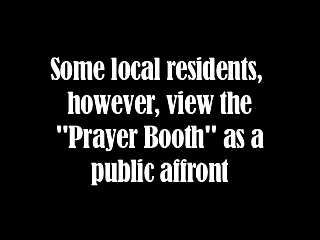 Some local residents,
however, view the
"Prayer Booth" as a
public affront